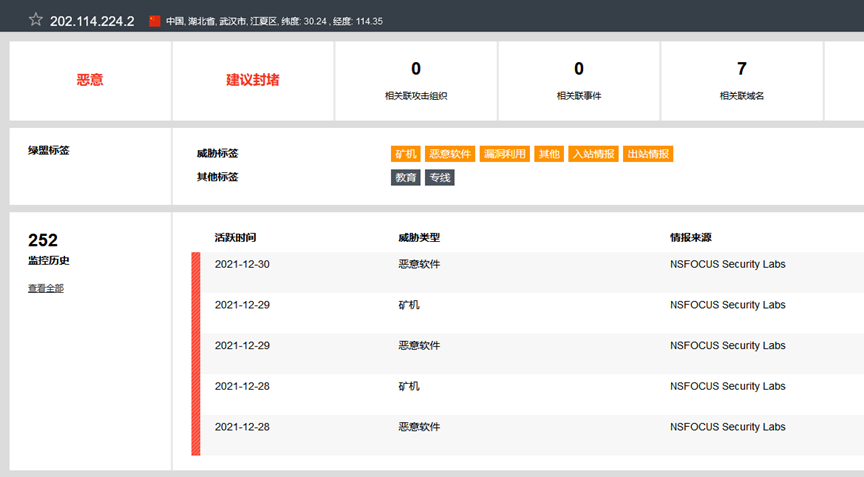 ☆ 202.114.224.2 中国, 湖北省, 武汉市, 江夏区, 纬度: 30.24 , 经度: 114.35
恶意
建议封堵
0
相关联攻击组织
0
相关联事件
7
相关联域名
绿盟标签
威胁标签 矿机 恶意软件 漏洞利用 其他 入站情报 出站情报
其他标签 教育 专线
252
监控历史
查看全部
活跃时间 威胁类型 情报来源
2021-12-30 恶意软件 NSFOCUS Security Labs
2021-12-29 矿机 NSFOCUS Security Labs
2021-12-29 恶意软件 NSFOCUS Security Labs
2021-12-28 矿机 NSFOCUS Security Labs
2021-12-28 恶意软件 NSFOCUS Security Labs